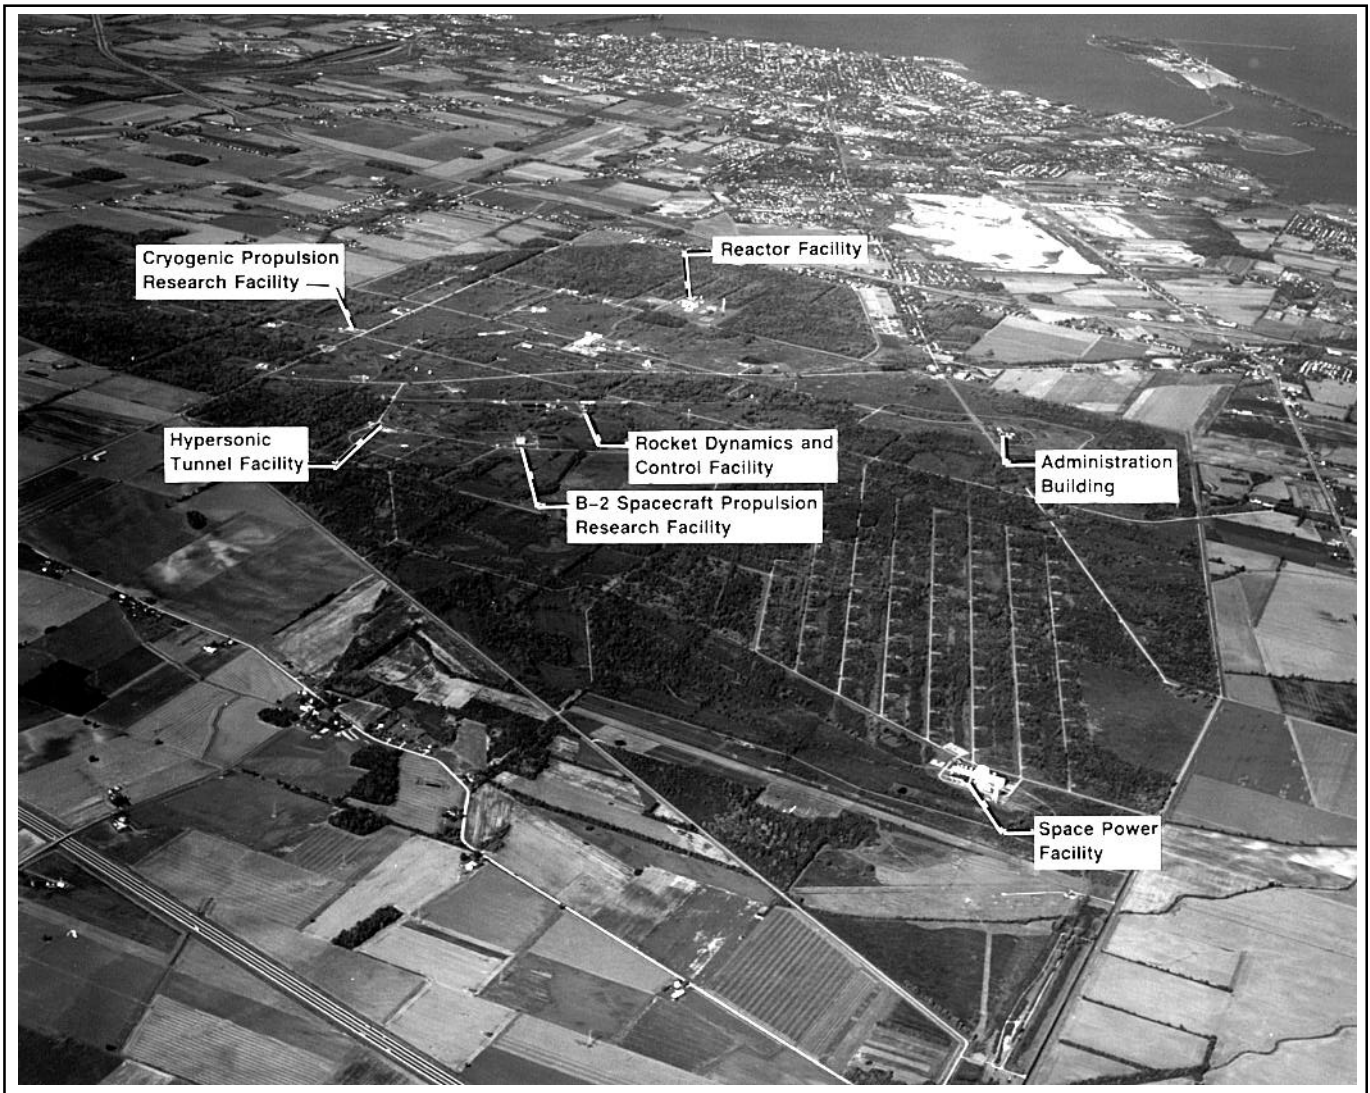 Cryogenic Propulsion
Research Facility
Reactor Facility
Hypersonic
Tunnel Facility
Rocket Dynamics and
Control Facility
Administration
Building
B-2 Spacecraft Propulsion
Research Facility
Space Power
Facility